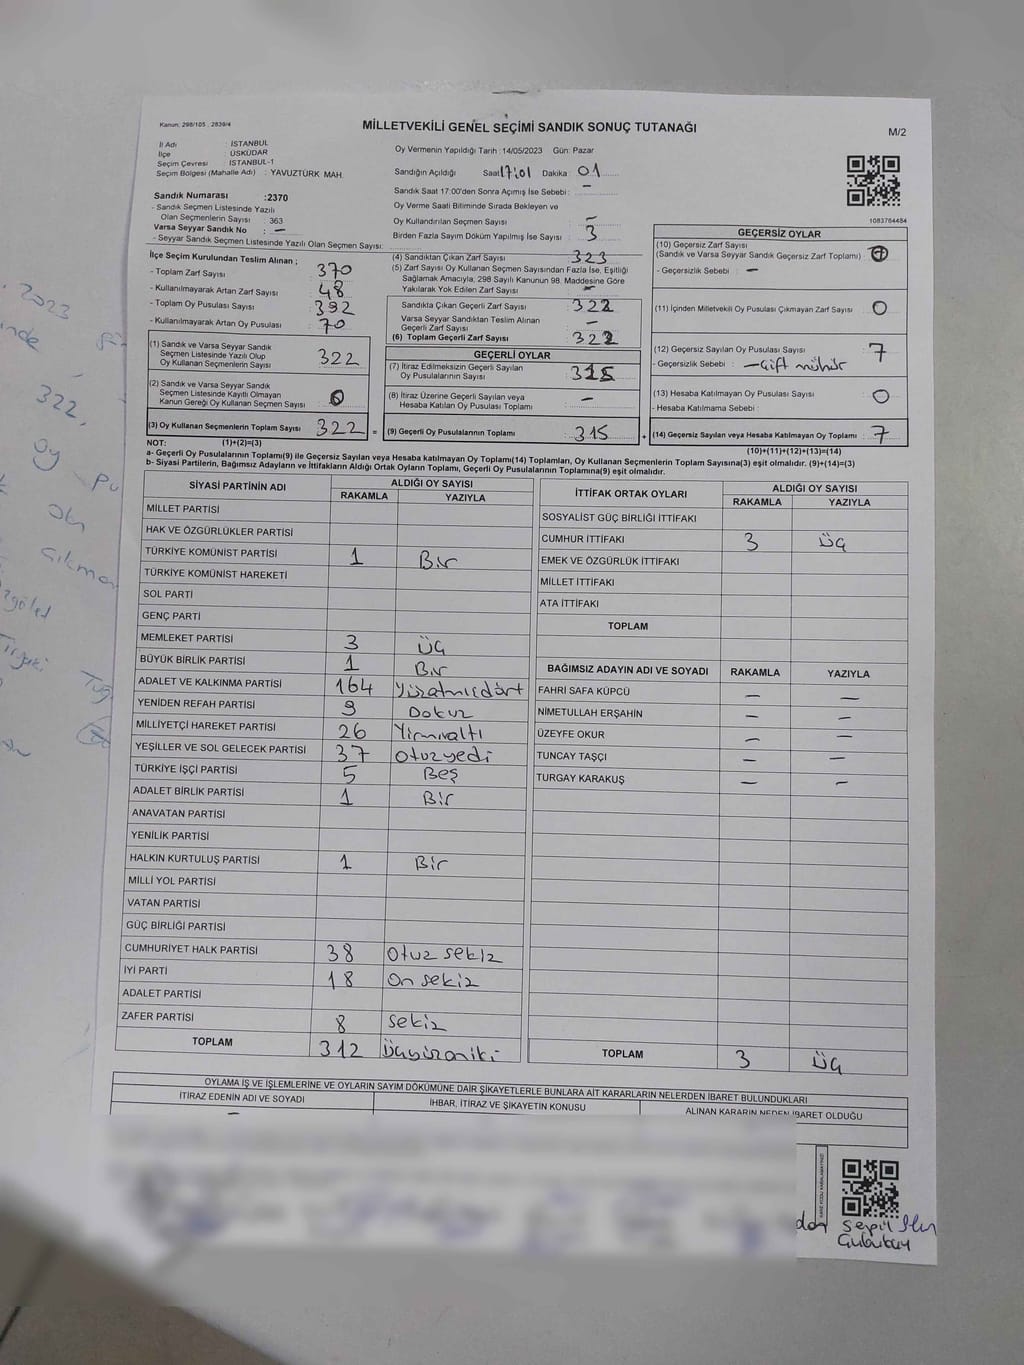 Kanun: 298/105 ; 2839/4
MİLLETVEKİLİ GENEL SEÇİMİ SANDIK SONUÇ TUTANAĞI
M/2
İl Adı : İSTANBUL
İlçe : ÜSKÜDAR
Seçim Çevresi : İSTANBUL-1
Seçim Bölgesi (Mahalle Adı) : YAVUZTÜRK MAH.
Sandık Numarası :2370
- Sandık Seçmen Listesinde Yazılı
Olan Seçmenlerin Sayısı : 363
Varsa Seyyar Sandık No : –
- Seyyar Sandık Seçmen Listesinde Yazılı Olan Seçmen Sayısı:
Oy Vermenin Yapıldığı Tarih : 14/05/2023 Gün: Pazar
Sandığın Açıldığı Saat 17:01 Dakika : 01
Sandık Saat 17:00'den Sonra Açımış İse Sebebi : –
Oy Verme Saati Bitiminde Sırada Bekleyen ve
Oy Kullandırılan Seçmen Sayısı : –
Birden Fazla Sayım Döküm Yapılmış İse Sayısı : 3
1083764484
İlçe Seçim Kurulundan Teslim Alınan ;
- Toplam Zarf Sayısı : 370
- Kullanılmayarak Artan Zarf Sayısı : 48
- Toplam Oy Pusulası Sayısı : 392
- Kullanılmayarak Artan Oy Pusulası : 70
(1) Sandık ve Varsa Seyyar Sandık
Seçmen Listesinde Yazılı Olup
Oy Kullanan Seçmenlerin Sayısı : 322
(2) Sandık ve Varsa Seyyar Sandık
Seçmen Listesinde Kayıtlı Olmayan
Kanun Gereği Oy Kullanan Seçmen Sayısı : 0
(3) Oy Kullanan Seçmenlerin Toplam Sayısı : 322 =
(4) Sandıktan Çıkan Zarf Sayısı : 323
(5) Zarf Sayısı Oy Kullanan Seçmen Sayısından Fazla İse, Eşitliği
Sağlamak Amacıyla, 298 Sayılı Kanunun 98. Maddesine Göre
Yakılarak Yok Edilen Zarf Sayısı : –
Sandıkta Çıkan Geçerli Zarf Sayısı : 322
Varsa Seyyar Sandıktan Teslim Alınan
Geçerli Zarf Sayısı : –
(6) Toplam Geçerli Zarf Sayısı : 322
GEÇERLİ OYLAR
(7) İtiraz Edilmeksizin Geçerli Sayılan
Oy Pusulalarının Sayısı : 315
(8) İtiraz Üzerine Geçerli Sayılan veya
Hesaba Katılan Oy Pusulası Toplamı : –
(9) Geçerli Oy Pusulalarının Toplamı : 315 +
GEÇERSİZ OYLAR
(10) Geçersiz Zarf Sayısı :
(Sandık ve Varsa Seyyar Sandık Geçersiz Zarf Toplamı)
- Geçersizlik Sebebi : –
(11) İçinden Milletvekili Oy Pusulası Çıkmayan Zarf Sayısı : 0
(12) Geçersiz Sayılan Oy Pusulası Sayısı : 7
- Geçersizlik Sebebi : – Çift mühür
(13) Hesaba Katılmayan Oy Pusulası Sayısı : 0
- Hesaba Katılmama Sebebi :
(14) Geçersiz Sayılan veya Hesaba Katılmayan Oy Toplamı : 7
NOT: (1)+(2)=(3) (10)+(11)+(12)+(13)=(14)
a- Geçerli Oy Pusulalarının Toplamı(9) ile Geçersiz Sayılan veya Hesaba Katılmayan Oy Toplamı(14) Toplamları, Oy Kullanan Seçmenlerin Toplam Sayısına(3) eşit olmalıdır. (9)+(14)=(3)
b- Siyasi Partilerin, Bağımsız Adayların ve İttifakların Aldığı Ortak Oyların Toplamı, Geçerli Oy Pusulalarının Toplamına(9) eşit olmalıdır.
SİYASİ PARTİNİN ADI ALDIĞI OY SAYISI
RAKAMLA YAZIYLA
MİLLET PARTİSİ
HAK VE ÖZGÜRLÜKLER PARTİSİ
TÜRKİYE KOMÜNİST PARTİSİ 1 Bir
TÜRKİYE KOMÜNİST HAREKETİ
SOL PARTİ
GENÇ PARTİ
MEMLEKET PARTİSİ 3 Üç
BÜYÜK BİRLİK PARTİSİ 1 Bir
ADALET VE KALKINMA PARTİSİ 164 Yüzatmışdört
YENİDEN REFAH PARTİSİ 9 Dokuz
MİLLİYETÇİ HAREKET PARTİSİ 26 Yirmialtı
YEŞİLLER VE SOL GELECEK PARTİSİ 37 Otuzyedi
TÜRKİYE İŞÇİ PARTİSİ 5 Beş
ADALET BİRLİK PARTİSİ 1 Bir
ANAVATAN PARTİSİ
YENİLİK PARTİSİ
HALKIN KURTULUŞ PARTİSİ 1 Bir
MİLLİ YOL PARTİSİ
VATAN PARTİSİ
GÜÇ BİRLİĞİ PARTİSİ
CUMHURİYET HALK PARTİSİ 38 Otuz sekiz
İYİ PARTİ 18 On sekiz
ADALET PARTİSİ
ZAFER PARTİSİ 8 sekiz
TOPLAM 312 Üçyüzoniki
İTTİFAK ORTAK OYLARI ALDIĞI OY SAYISI
RAKAMLA YAZIYLA
SOSYALİST GÜÇ BİRLİĞİ İTTİFAKI
CUMHUR İTTİFAKI 3 Üç
EMEK VE ÖZGÜRLÜK İTTİFAKI
MİLLET İTTİFAKI
ATA İTTİFAKI
TOPLAM
BAĞIMSIZ ADAYIN ADI VE SOYADI RAKAMLA YAZIYLA
FAHRİ SAFA KÜPCÜ – –
NİMETULLAH ERŞAHİN – –
ÜZEYFE OKUR – –
TUNCAY TAŞÇI – –
TURGAY KARAKUŞ – –
TOPLAM 3 Üç
OYLAMA İŞ VE İŞLEMLERİNE VE OYLARIN SAYIM DÖKÜMÜNE DAİR ŞİKAYETLERLE BUNLARA AİT KARARLARIN NELERDEN İBARET BULUNDUKLARI
İTİRAZ EDENİN ADI VE SOYADI İHBAR, İTİRAZ VE ŞİKAYETİN KONUSU ALINAN KARARIN NEDEN İBARET OLDUĞU
–
2023
322,
oy pu